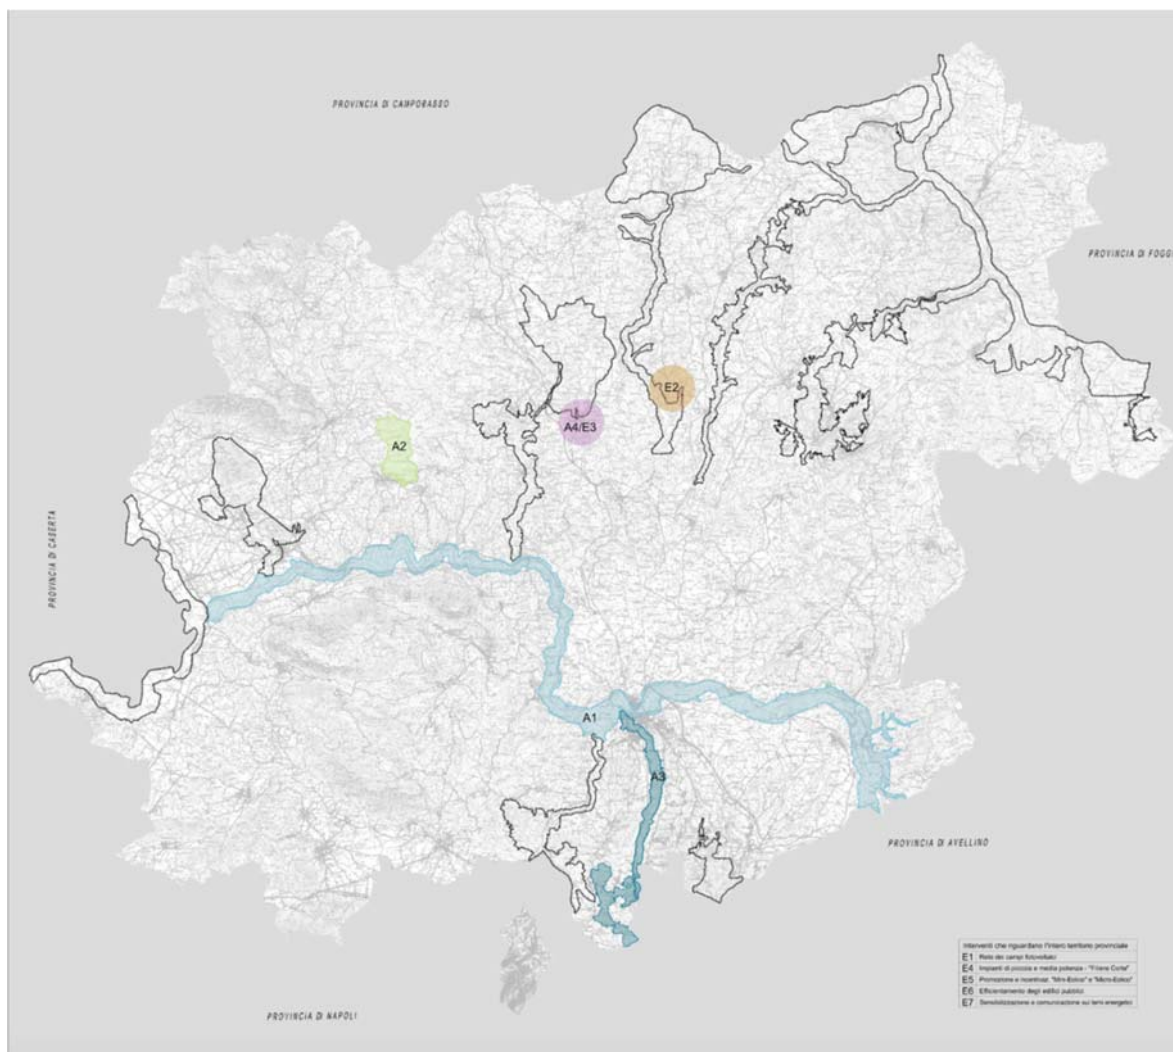 PROVINCIA DI CAMPOBASSO
PROVINCIA DI FOGGI
E2
A4/E3
A2
PROVINCIA DI CASERTA
A1
A3
PROVINCIA DI AVELLINO
PROVINCIA DI NAPOLI
Interventi che riguardano l'intero territorio provinciale
E1 Rete dei campi fotovoltaici
E4 Impianti di piccola e media potenza - "Filiera Corta"
E5 Promozione e incentivaz. "Mini-Eolico" e "Micro-Eolico"
E6 Efficientamento degli edifici pubblici
E7 Sensibilizzazione e comunicazione sui temi energetici